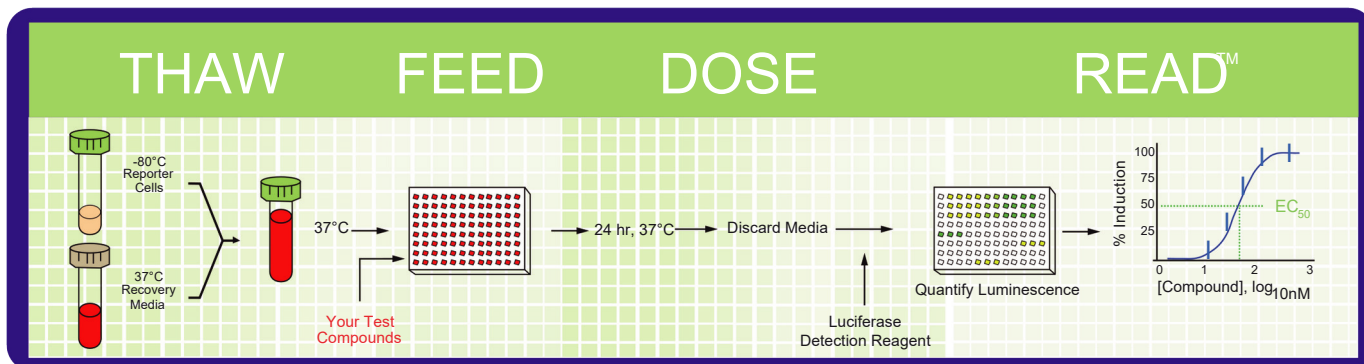 THAW
FEED
DOSE
READ™
-80°C
Reporter
Cells
37°C
Recovery
Media
37°C
Your Test
Compounds
24 hr, 37°C
Discard Media
Luciferase
Detection Reagent
Quantify Luminescence
% Induction
100
75
50
25
EC50
0
1
2
3
[Compound], log10nM